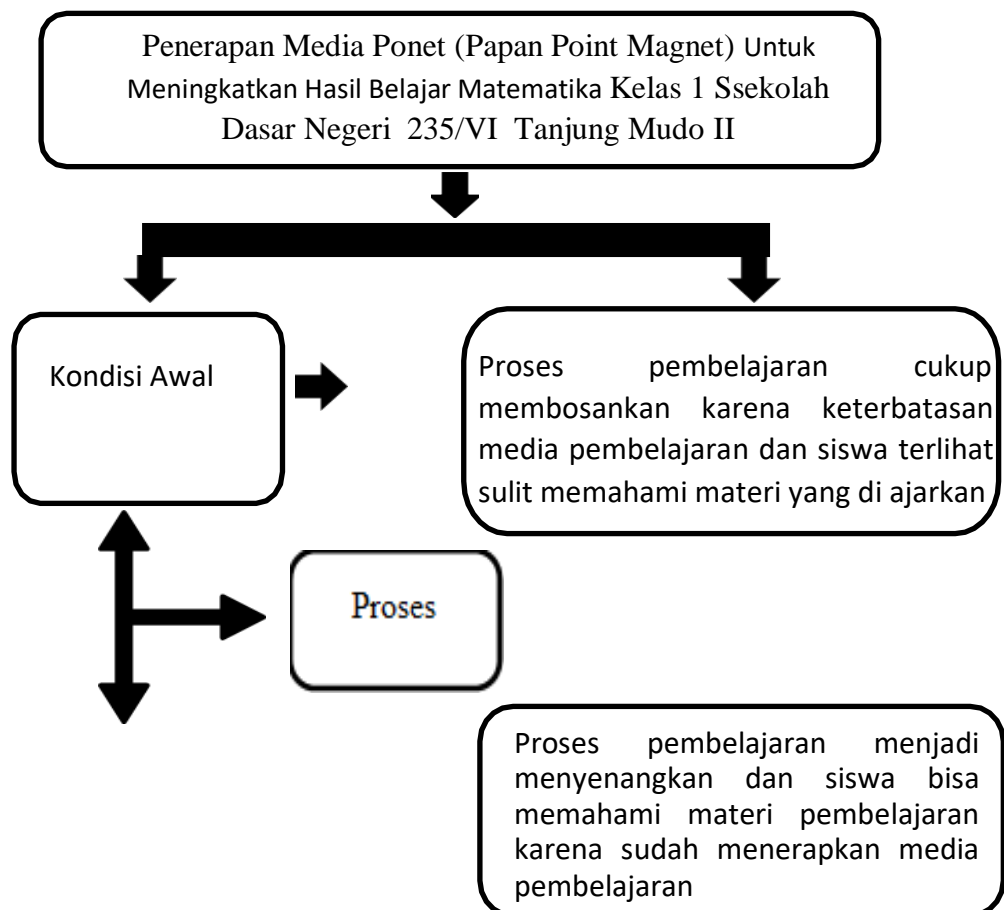 Penerapan Media Ponet (Papan Point Magnet) Untuk
Meningkatkan Hasil Belajar Matematika Kelas 1 Ssekolah
Dasar Negeri 235/VI Tanjung Mudo II
Kondisi Awal
Proses pembelajaran cukup
membosankan karena keterbatasan
media pembelajaran dan siswa terlihat
sulit memahami materi yang di ajarkan
Proses
Proses pembelajaran menjadi
menyenangkan dan siswa bisa
memahami materi pembelajaran
karena sudah menerapkan media
pembelajaran